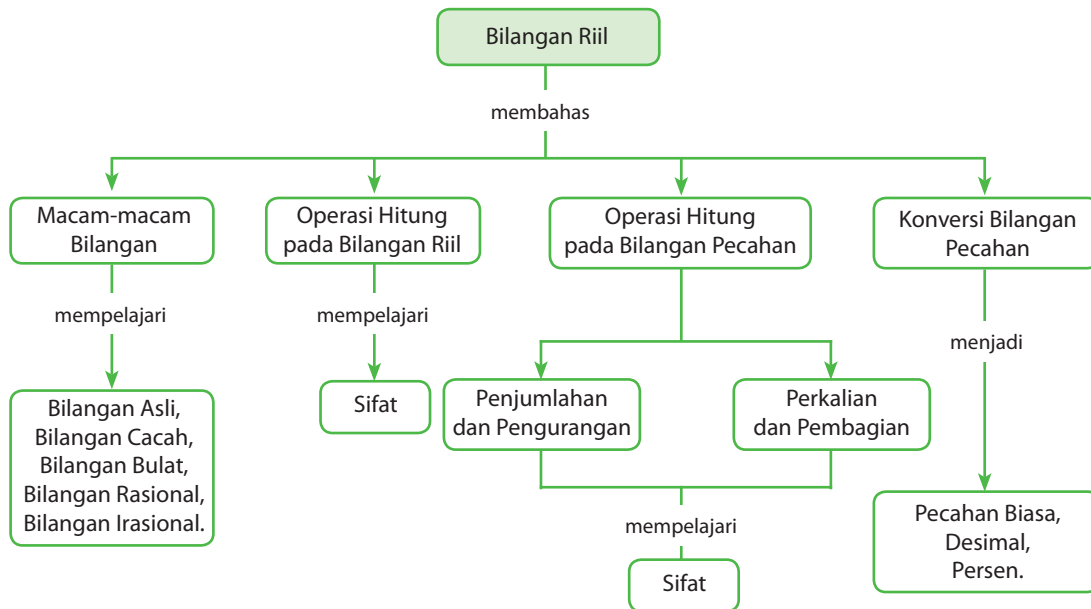 Bilangan Riil
membahas
Macam-macam
Bilangan
Operasi Hitung
pada Bilangan Riil
Operasi Hitung
pada Bilangan Pecahan
Konversi Bilangan
Pecahan
mempelajari
mempelajari
menjadi
Bilangan Asli,
Bilangan Cacah,
Bilangan Bulat,
Bilangan Rasional,
Bilangan Irasional.
Sifat
Penjumlahan
dan Pengurangan
Perkalian
dan Pembagian
mempelajari
Sifat
Pecahan Biasa,
Desimal,
Persen.